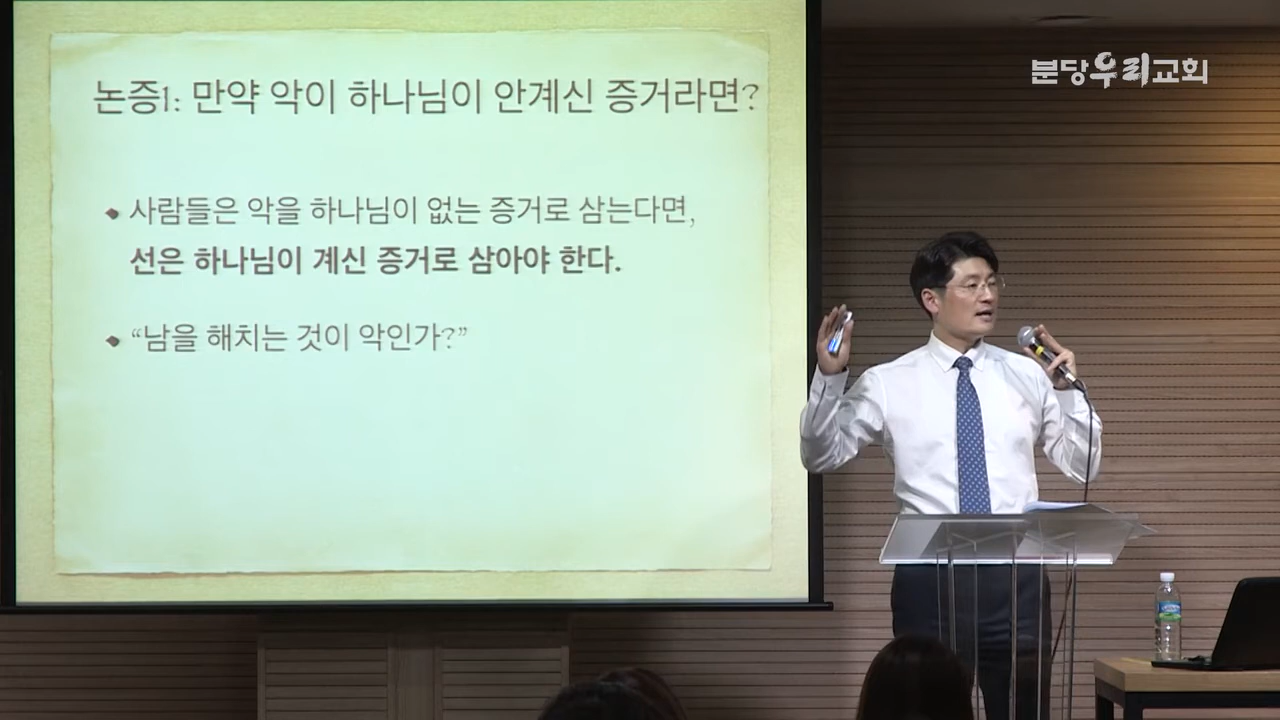 분당우리교회
논증1: 만약 악이 하나님이 안계신 증거라면?
사람들은 악을 하나님이 없는 증거로 삼는다면,
선은 하나님이 계신 증거로 삼아야 한다.
“남을 해치는 것이 악인가?”